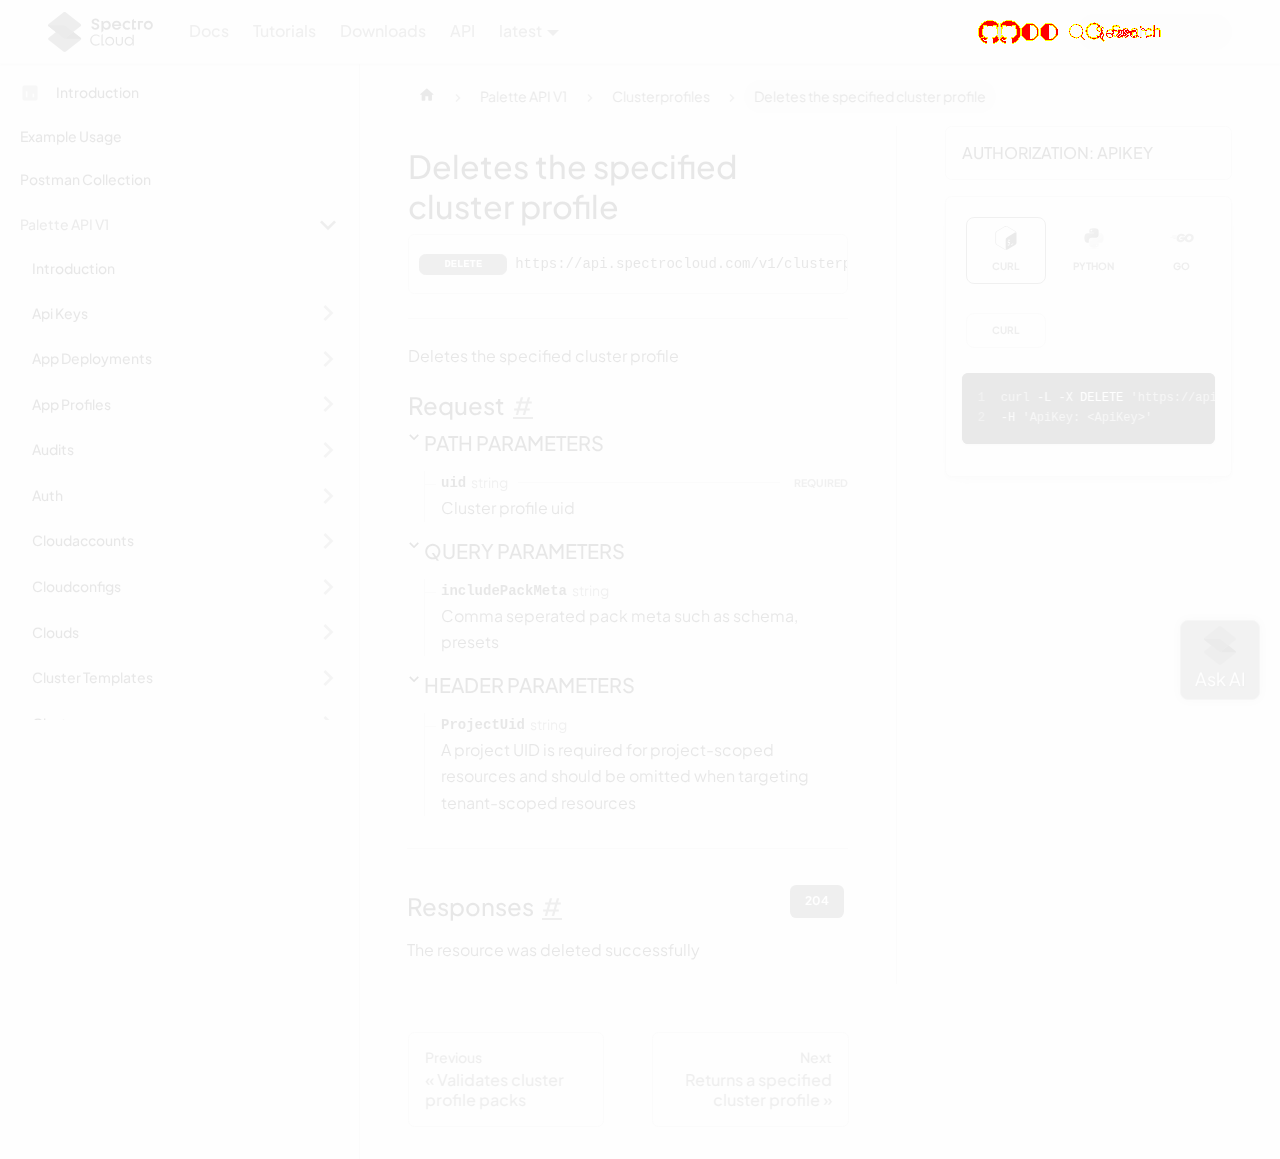 Spectro Cloud
Docs Tutorials Downloads API latest
Search
Introduction
Example Usage
Postman Collection
Palette API V1
Introduction
Api Keys
App Deployments
App Profiles
Audits
Auth
Cloudaccounts
Cloudconfigs
Clouds
Cluster Templates
Palette API V1 Clusterprofiles Deletes the specified cluster profile
Deletes the specified
cluster profile
DELETE https://api.spectrocloud.com/v1/clusterp
Deletes the specified cluster profile
Request #
PATH PARAMETERS
uid string REQUIRED
Cluster profile uid
QUERY PARAMETERS
includePackMeta string
Comma seperated pack meta such as schema,
presets
HEADER PARAMETERS
ProjectUid string
A project UID is required for project-scoped
resources and should be omitted when targeting
tenant-scoped resources
Responses # 204
The resource was deleted successfully
Previous
« Validates cluster
profile packs
Next
Returns a specified
cluster profile »
AUTHORIZATION: APIKEY
CURL PYTHON GO
CURL
1 curl -L -X DELETE 'https://api
2 -H 'ApiKey: <ApiKey>'
Ask AI